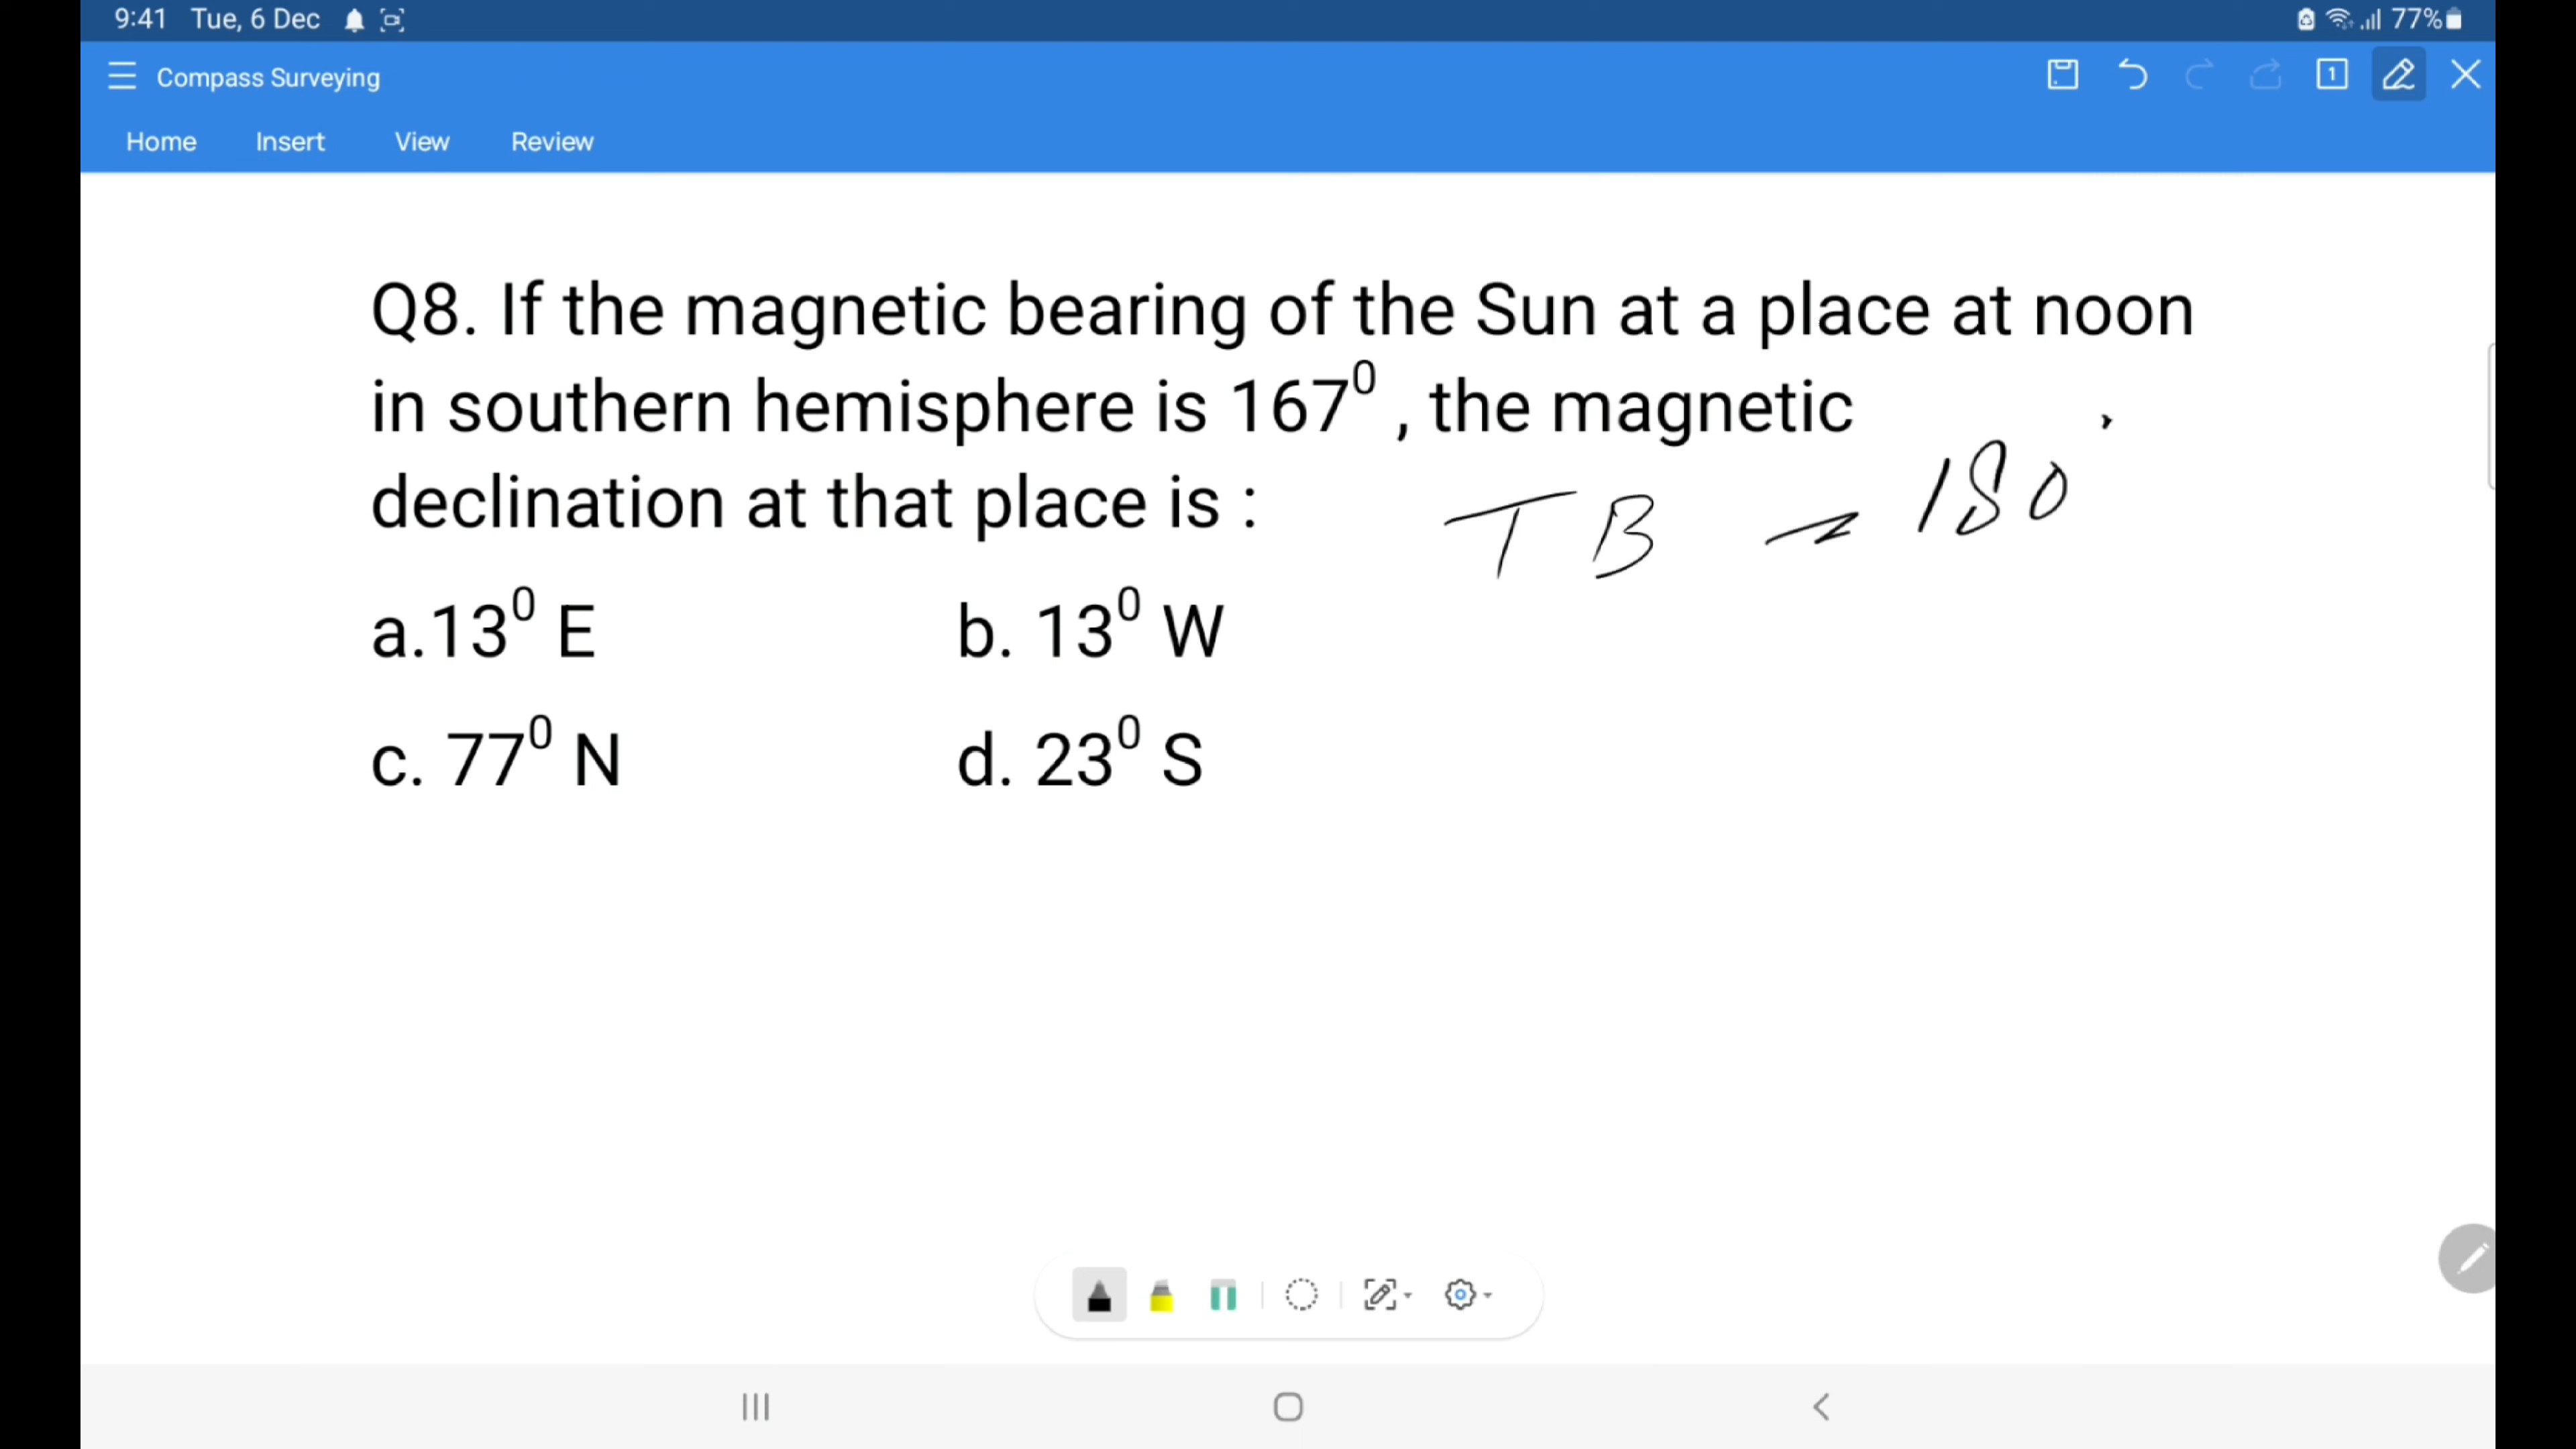 9:41 Tue, 6 Dec 77%
Compass Surveying
1
Home Insert View Review
Q8. If the magnetic bearing of the Sun at a place at noon
in southern hemisphere is 167⁰ , the magnetic
declination at that place is :
TB = 180°
a.13⁰ E b. 13⁰ W
c. 77⁰ N d. 23⁰ S